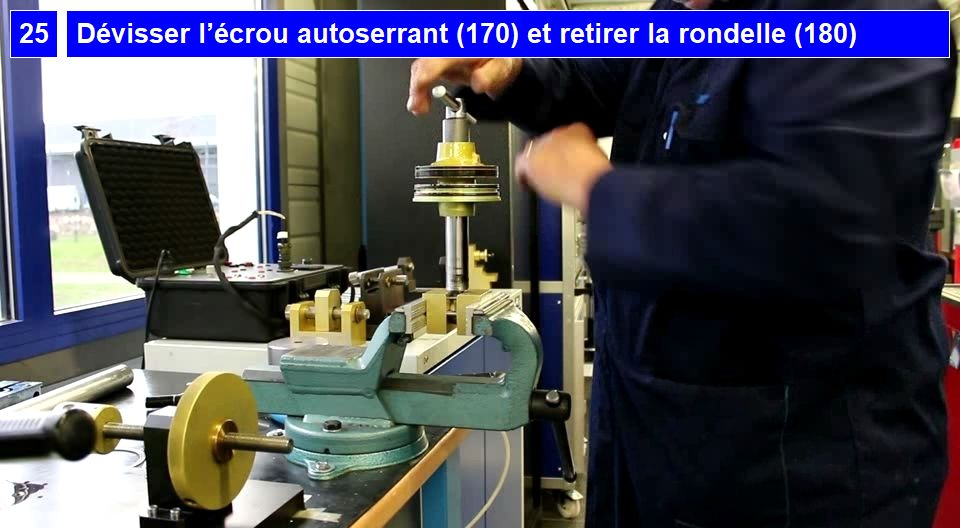 25 Dévisser l’écrou autoserrant (170) et retirer la rondelle (180)